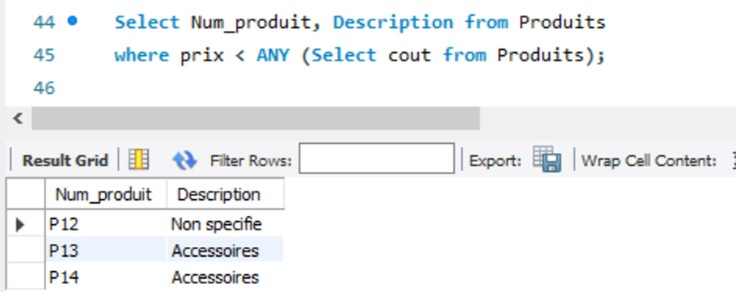 44 Select Num_produit, Description from Produits
45 where prix < ANY (Select cout from Produits);
46
Result Grid Filter Rows: Export: Wrap Cell Content:
Num_produit Description
P12 Non specifie
P13 Accessoires
P14 Accessoires